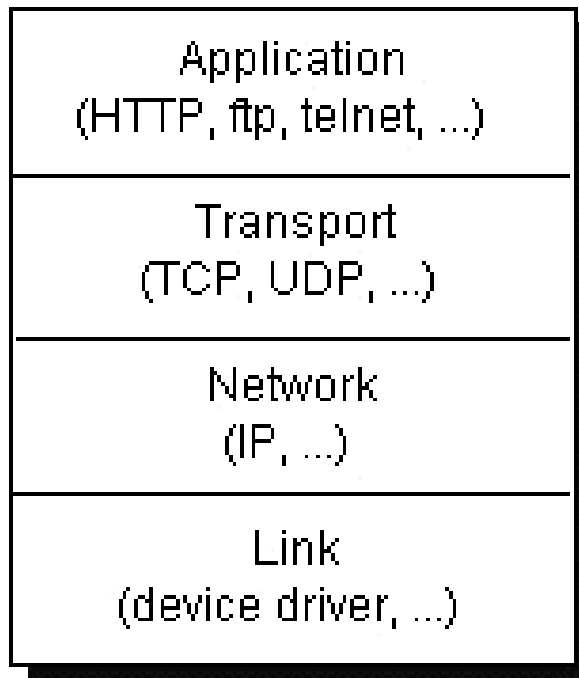 Application
(HTTP, ftp, telnet, ...)
Transport
(TCP, UDP, ...)
Network
(IP, ...)
Link
(device driver, ...)